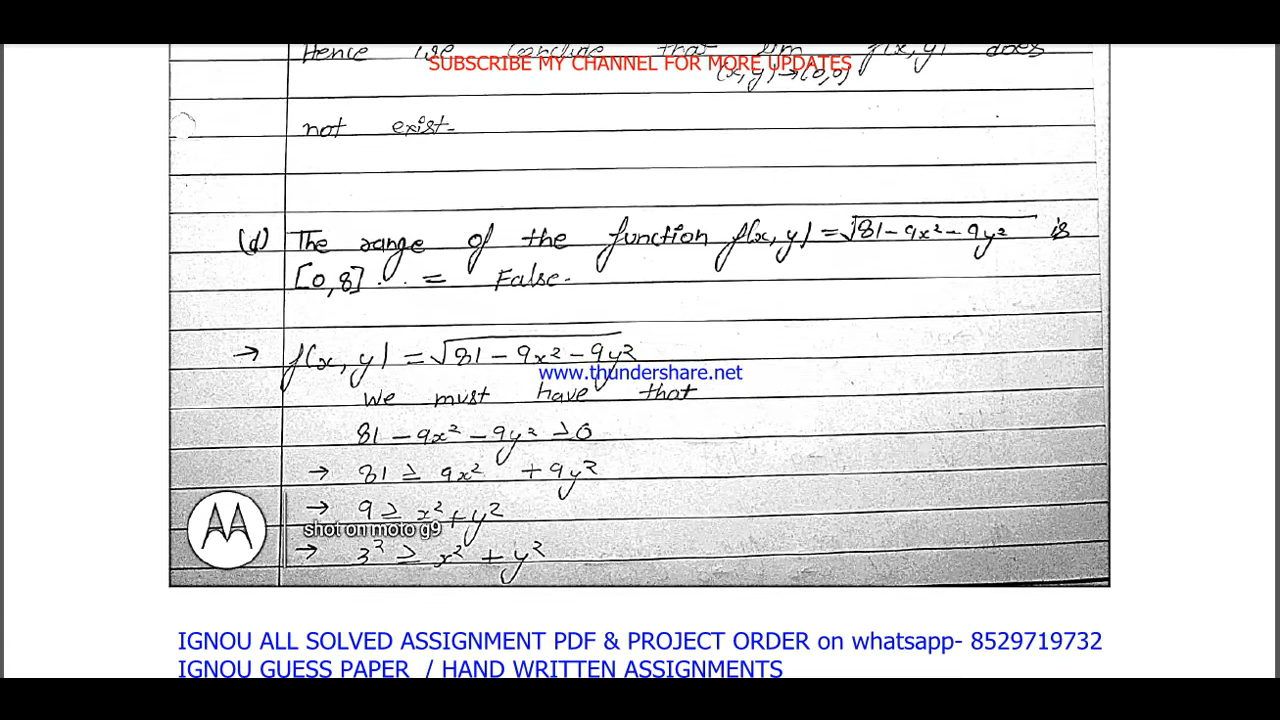 Hence we conclude that lim f(x,y) does
SUBSCRIBE MY CHANNEL FOR MORE UPDATES
(x,y)→(0,0)
not exist.
(d) The range of the function f(x,y) = √81-9x²-9y² is
[0,8] . . = False.
→ f(x,y) = √81-9x²-9y²
www.thundershare.net
We must have that
81-9x²-9y² ≥0
→ 81 ≥ 9x² +9y²
→ 9 ≥ x²+y²
shot on moto g9
→ 3² ≥ x² + y²
IGNOU ALL SOLVED ASSIGNMENT PDF & PROJECT ORDER on whatsapp- 8529719732
IGNOU GUESS PAPER / HAND WRITTEN ASSIGNMENTS